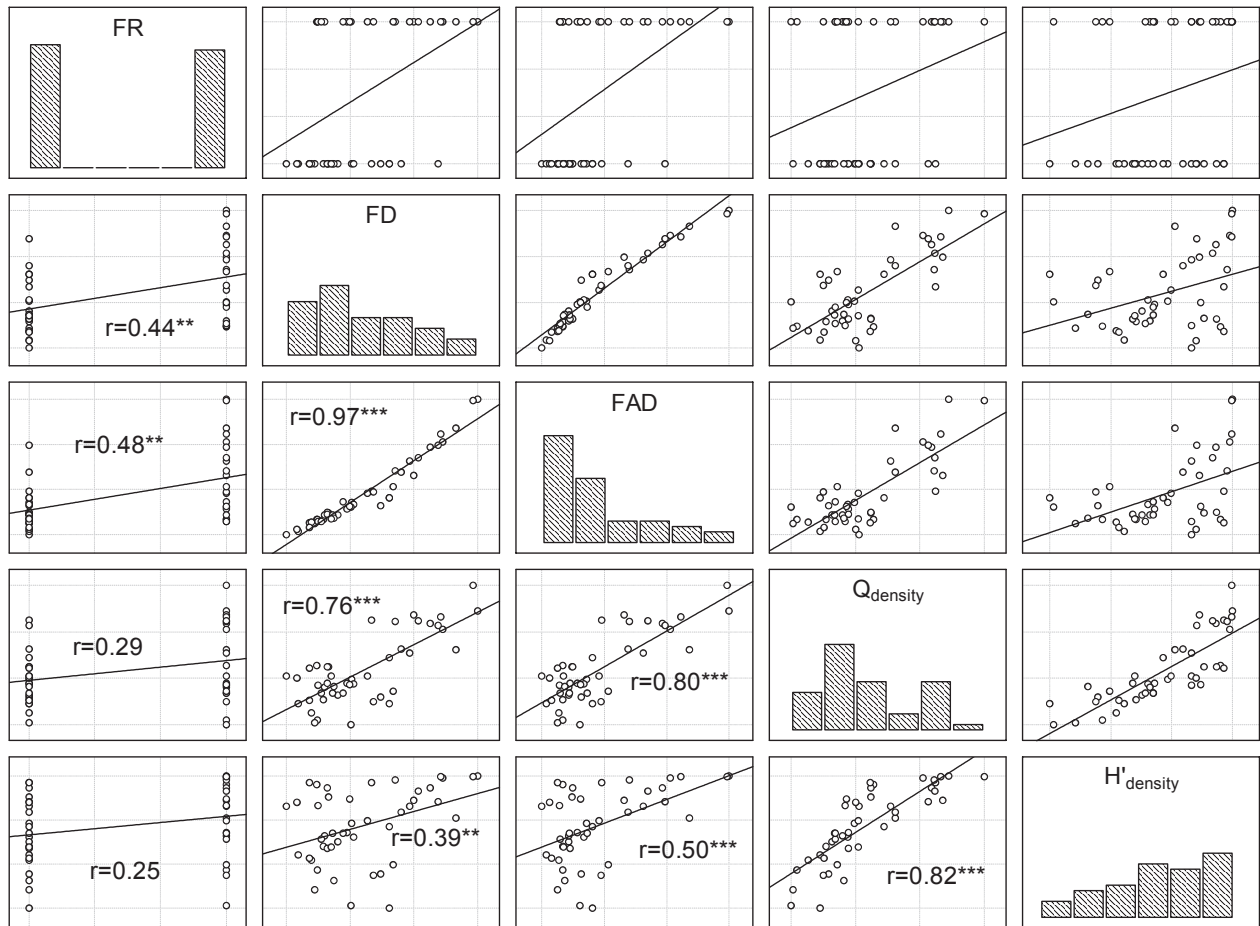 FR
FD
r=0.44**
FAD
r=0.48**
r=0.97***
Qdensity
r=0.29
r=0.76***
r=0.80***
H'density
r=0.25
r=0.39**
r=0.50***
r=0.82***